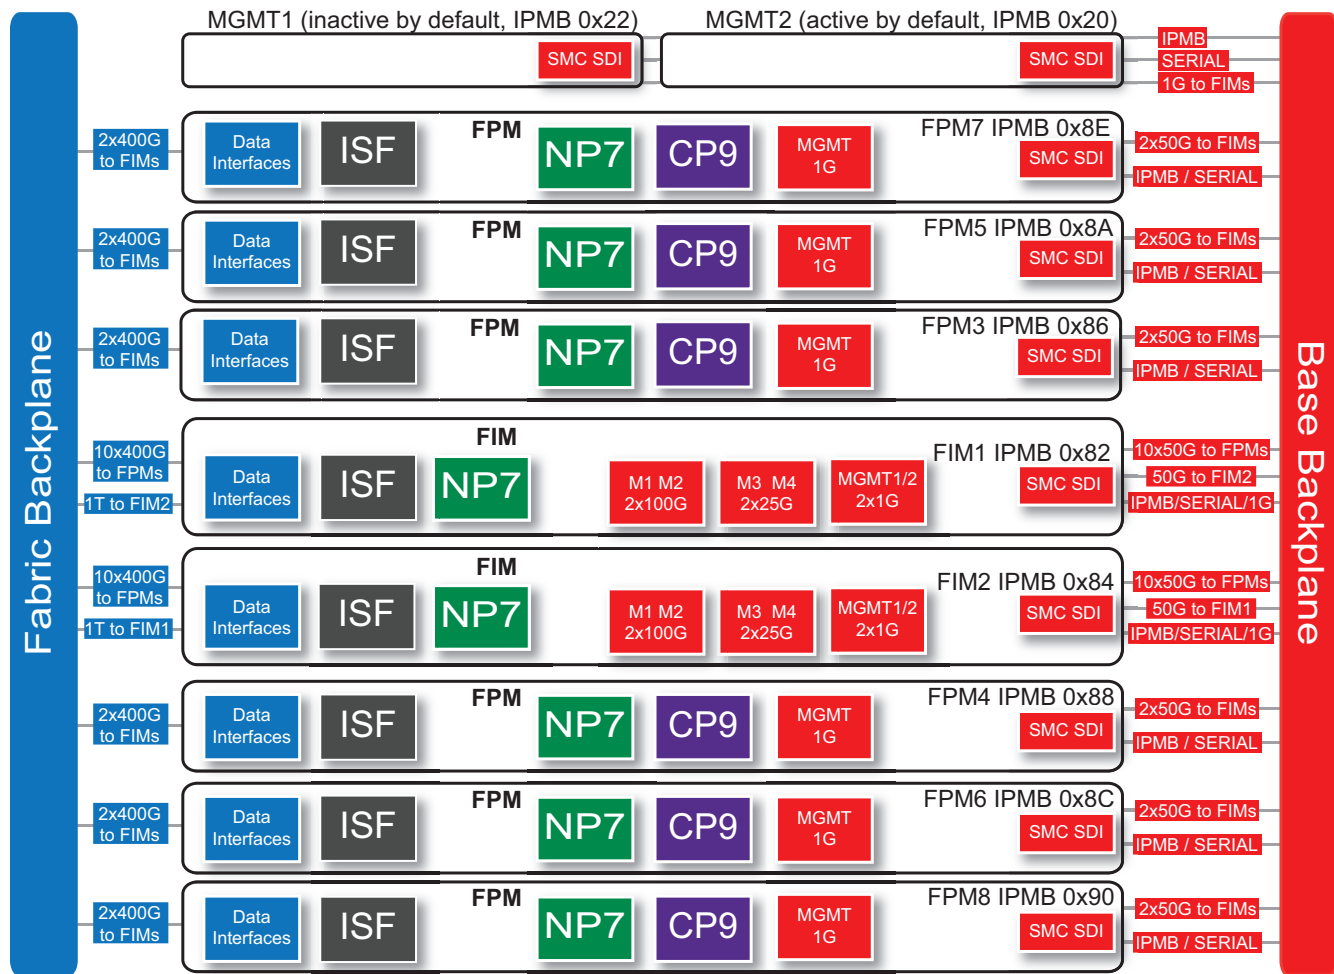 MGMT1 (inactive by default, IPMB 0x22)
MGMT2 (active by default, IPMB 0x20)
SMC SDI
SMC SDI
IPMB
SERIAL
1G to FIMs
Fabric Backplane
Base Backplane
2x400G
to FIMs
Data
Interfaces
ISF
FPM
NP7
CP9
MGMT
1G
FPM7 IPMB 0x8E
SMC SDI
2x50G to FIMs
IPMB / SERIAL
2x400G
to FIMs
Data
Interfaces
ISF
FPM
NP7
CP9
MGMT
1G
FPM5 IPMB 0x8A
SMC SDI
2x50G to FIMs
IPMB / SERIAL
2x400G
to FIMs
Data
Interfaces
ISF
FPM
NP7
CP9
MGMT
1G
FPM3 IPMB 0x86
SMC SDI
2x50G to FIMs
IPMB / SERIAL
10x400G
to FPMs
1T to FIM2
Data
Interfaces
ISF
FIM
NP7
M1 M2
2x100G
M3 M4
2x25G
MGMT1/2
2x1G
FIM1 IPMB 0x82
SMC SDI
10x50G to FPMs
50G to FIM2
IPMB/SERIAL/1G
10x400G
to FPMs
1T to FIM1
Data
Interfaces
ISF
FIM
NP7
M1 M2
2x100G
M3 M4
2x25G
MGMT1/2
2x1G
FIM2 IPMB 0x84
SMC SDI
10x50G to FPMs
50G to FIM1
IPMB/SERIAL/1G
2x400G
to FIMs
Data
Interfaces
ISF
FPM
NP7
CP9
MGMT
1G
FPM4 IPMB 0x88
SMC SDI
2x50G to FIMs
IPMB / SERIAL
2x400G
to FIMs
Data
Interfaces
ISF
FPM
NP7
CP9
MGMT
1G
FPM6 IPMB 0x8C
SMC SDI
2x50G to FIMs
IPMB / SERIAL
2x400G
to FIMs
Data
Interfaces
ISF
FPM
NP7
CP9
MGMT
1G
FPM8 IPMB 0x90
SMC SDI
2x50G to FIMs
IPMB / SERIAL